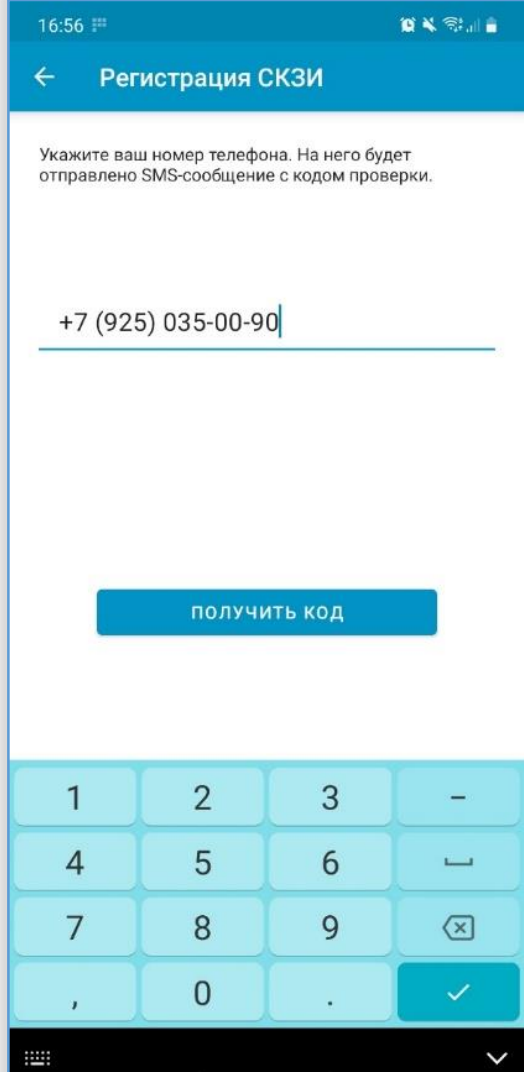 16:56
Регистрация СКЗИ
Укажите ваш номер телефона. На него будет
отправлено SMS-сообщение с кодом проверки.
+7 (925) 035-00-90
ПОЛУЧИТЬ КОД
1 2 3 -
4 5 6
7 8 9
, 0 .